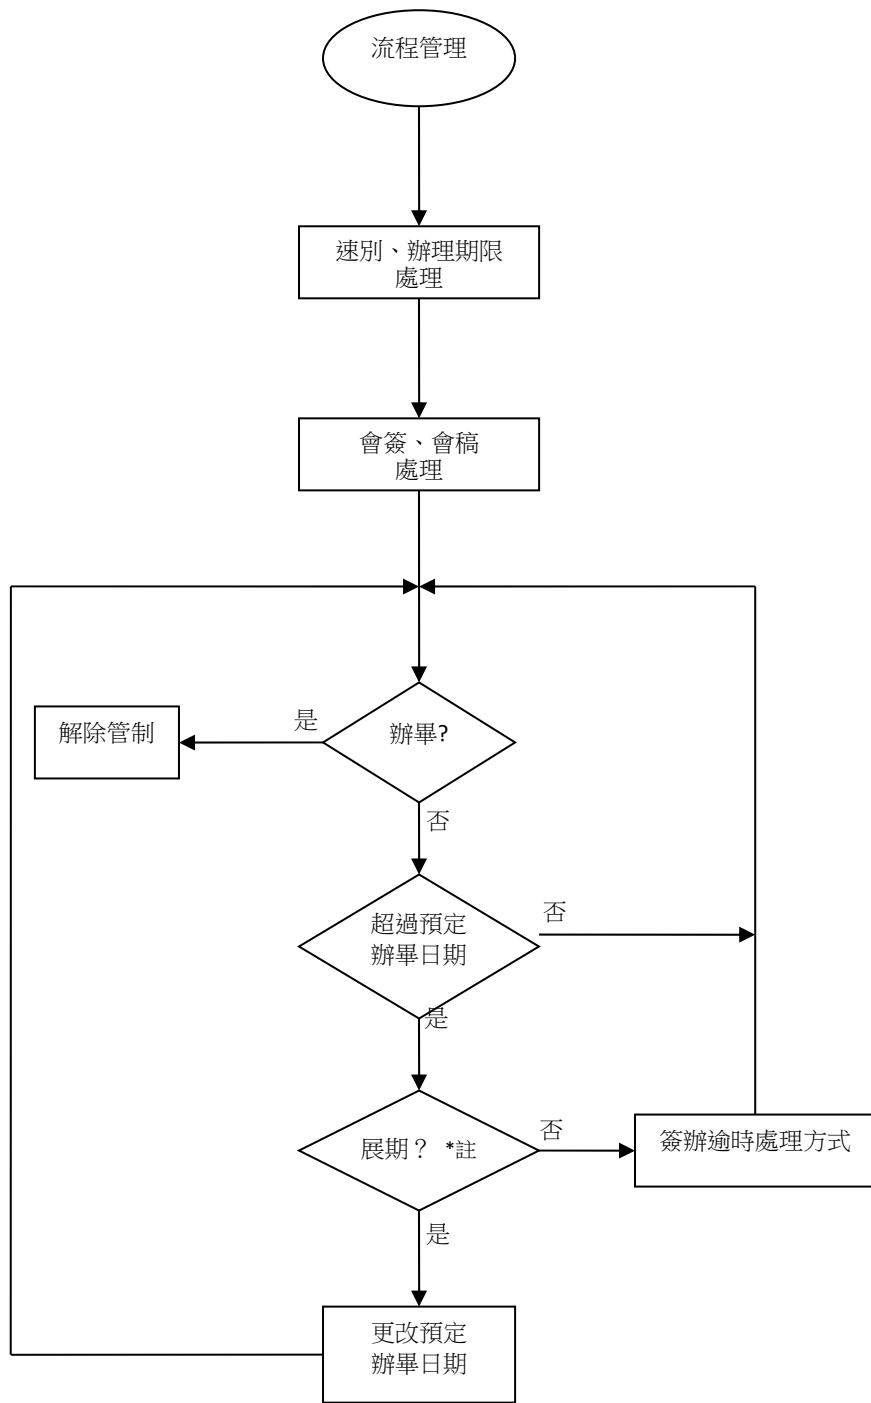 流程管理
速別、辦理期限
處理
會簽、會稿
處理
解除管制
是
辦畢?
否
超過預定
辦畢日期
否
是
展期？ *註
否
簽辦逾時處理方式
是
更改預定
辦畢日期